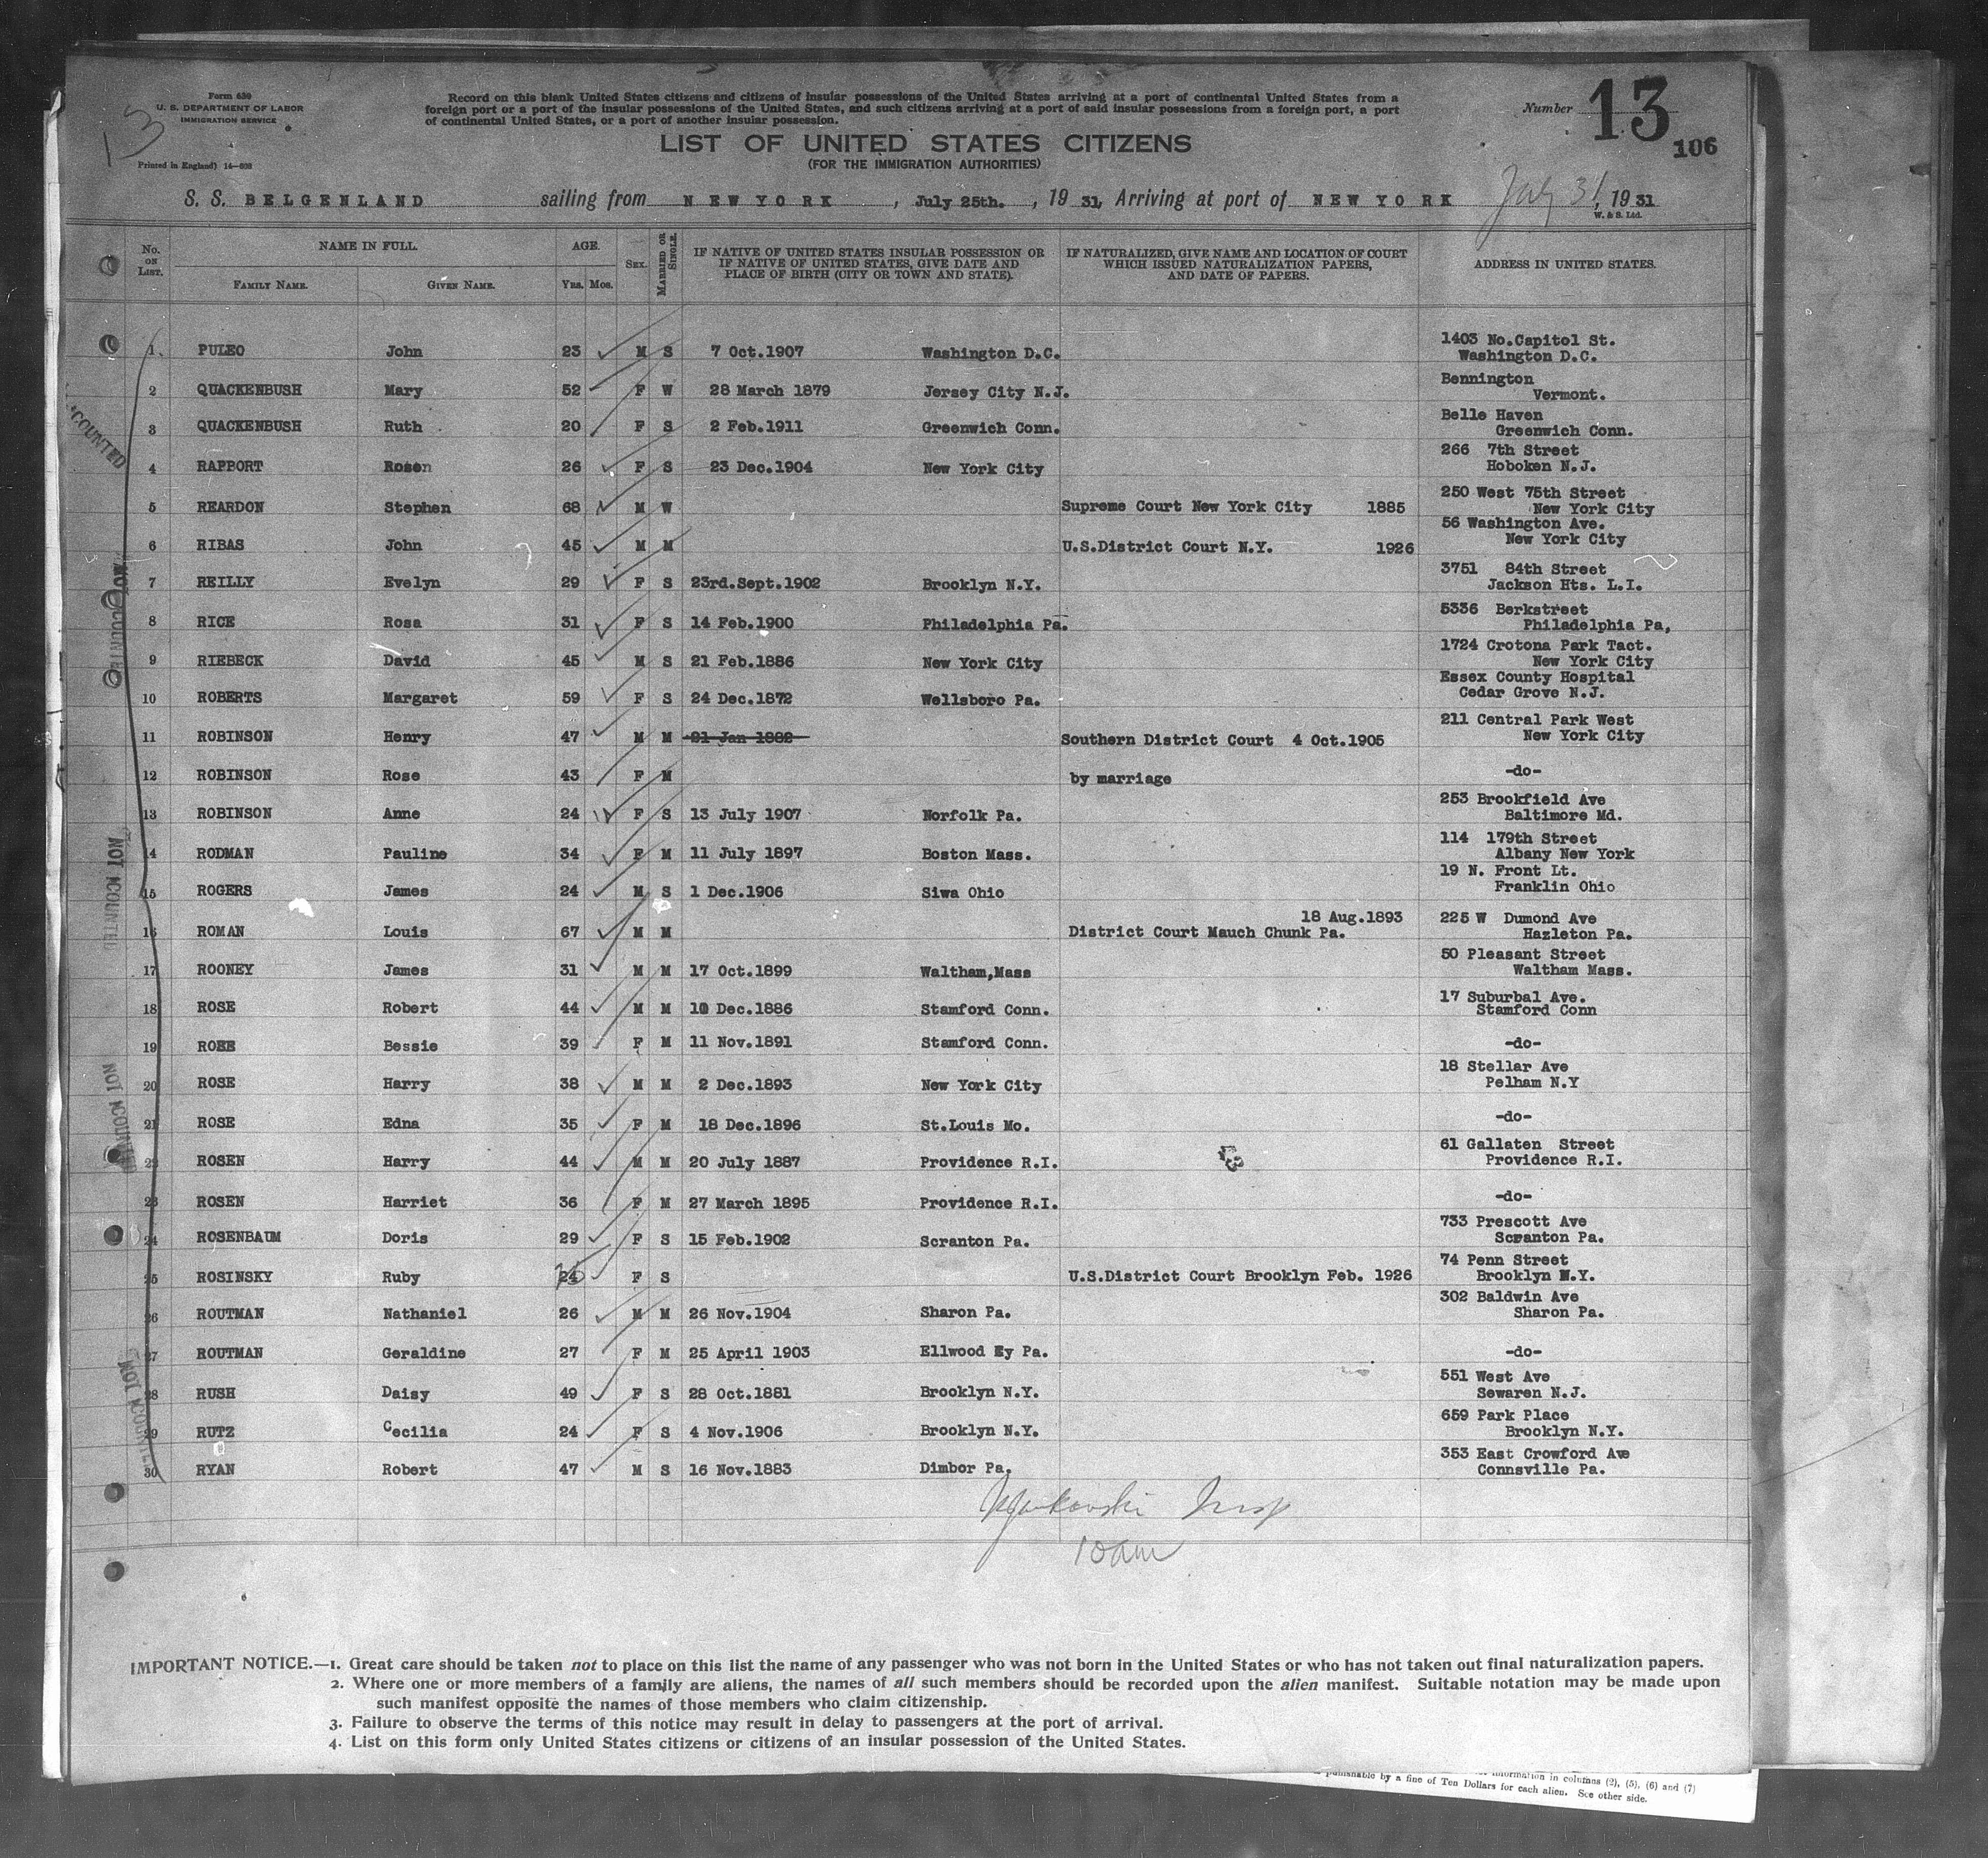 13
Form 630
U. S. DEPARTMENT OF LABOR
IMMIGRATION SERVICE
Printed in England) 14—608
Record on this blank United States citizens and citizens of insular possessions of the United States arriving at a port of continental United States from a
foreign port or a port of the insular possessions of the United States, and such citizens arriving at a port of said insular possessions from a foreign port, a port
of continental United States, or a port of another insular possession.
Number 13
106
LIST OF UNITED STATES CITIZENS
(FOR THE IMMIGRATION AUTHORITIES)
S. S. BELGENLAND sailing from NEW YORK, July 25th., 19 31, Arriving at port of NEW YORK July 31, 19 31
W. & S. Ltd.
No. ON LIST. NAME IN FULL. FAMILY NAME. GIVEN NAME. AGE. YRS. MOS. SEX. MARRIED OR SINGLE. IF NATIVE OF UNITED STATES INSULAR POSSESSION OR IF NATIVE OF UNITED STATES, GIVE DATE AND PLACE OF BIRTH (CITY OR TOWN AND STATE). IF NATURALIZED, GIVE NAME AND LOCATION OF COURT WHICH ISSUED NATURALIZATION PAPERS, AND DATE OF PAPERS. ADDRESS IN UNITED STATES.
1 PULEO John 23 M S 7 Oct.1907 Washington D.C. 1403 No.Capitol St. Washington D.C.
2 QUACKENBUSH Mary 52 F W 28 March 1879 Jersey City N.J. Bennington Vermont.
3 QUACKENBUSH Ruth 20 F S 2 Feb.1911 Greenwich Conn. Belle Haven Greenwich Conn.
4 RAPPORT Rosen 26 F S 23 Dec.1904 New York City 266 7th Street Hoboken N.J.
5 REARDON Stephen 68 M W Supreme Court New York City 1885 250 West 75th Street New York City
6 RIBAS John 45 M M U.S.District Court N.Y. 1926 56 Washington Ave. New York City
7 REILLY Evelyn 29 F S 23rd.Sept.1902 Brooklyn N.Y. 3751 84th Street Jackson Hts. L.I.
8 RICE Rosa 31 F S 14 Feb.1900 Philadelphia Pa. 5336 Berkstreet Philadelphia Pa,
9 RIEBECK David 45 M S 21 Feb.1886 New York City 1724 Crotona Park Tact. New York City
10 ROBERTS Margaret 59 F S 24 Dec.1872 Wellsboro Pa. Essex County Hospital Cedar Grove N.J.
11 ROBINSON Henry 47 M M 21 Jan 1882 Southern District Court 4 Oct.1905 211 Central Park West New York City
12 ROBINSON Rose 43 F M by marriage -do-
13 ROBINSON Anne 24 F S 13 July 1907 Norfolk Pa. 253 Brookfield Ave Baltimore Md.
14 RODMAN Pauline 34 F M 11 July 1897 Boston Mass. 114 179th Street Albany New York
15 ROGERS James 24 M S 1 Dec.1906 Siwa Ohio 19 N. Front Lt. Franklin Ohio
16 ROMAN Louis 67 M M 18 Aug.1893 District Court Mauch Chunk Pa. 225 W Dumond Ave Hazleton Pa.
17 ROONEY James 31 M M 17 Oct.1899 Waltham,Mass 50 Pleasant Street Waltham Mass.
18 ROSE Robert 44 M M 10 Dec.1886 Stamford Conn. 17 Suburbal Ave. Stamford Conn
19 ROSE Bessie 39 F M 11 Nov.1891 Stamford Conn. -do-
20 ROSE Harry 38 M M 2 Dec.1893 New York City 18 Stellar Ave Pelham N.Y
21 ROSE Edna 35 F M 18 Dec.1896 St.Louis Mo. -do-
22 ROSEN Harry 44 M M 20 July 1887 Providence R.I. 61 Gallaten Street Providence R.I.
23 ROSEN Harriet 36 F M 27 March 1895 Providence R.I. -do-
24 ROSENBAUM Doris 29 F S 15 Feb.1902 Scranton Pa. 733 Prescott Ave Scranton Pa.
25 ROSINSKY Ruby 24 F S U.S.District Court Brooklyn Feb. 1926 74 Penn Street Brooklyn N.Y.
26 ROUTMAN Nathaniel 26 M M 26 Nov.1904 Sharon Pa. 302 Baldwin Ave Sharon Pa.
27 ROUTMAN Geraldine 27 F M 25 April 1903 Ellwood Ey Pa. -do-
28 RUSH Daisy 49 F S 28 Oct.1881 Brooklyn N.Y. 551 West Ave Sewaren N.J.
29 RUTZ Cecilia 24 F S 4 Nov.1906 Brooklyn N.Y. 659 Park Place Brooklyn N.Y.
30 RYAN Robert 47 M S 16 Nov.1883 Dimbor Pa. 353 East Crowford Ave Connsville Pa.
Insp
10 am
NOT COUNTED
IMPORTANT NOTICE.—1. Great care should be taken not to place on this list the name of any passenger who was not born in the United States or who has not taken out final naturalization papers.
2. Where one or more members of a family are aliens, the names of all such members should be recorded upon the alien manifest. Suitable notation may be made upon
such manifest opposite the names of those members who claim citizenship.
3. Failure to observe the terms of this notice may result in delay to passengers at the port of arrival.
4. List on this form only United States citizens or citizens of an insular possession of the United States.
information in columns (2), (5), (6) and (7)
punishable by a fine of Ten Dollars for each alien. See other side.